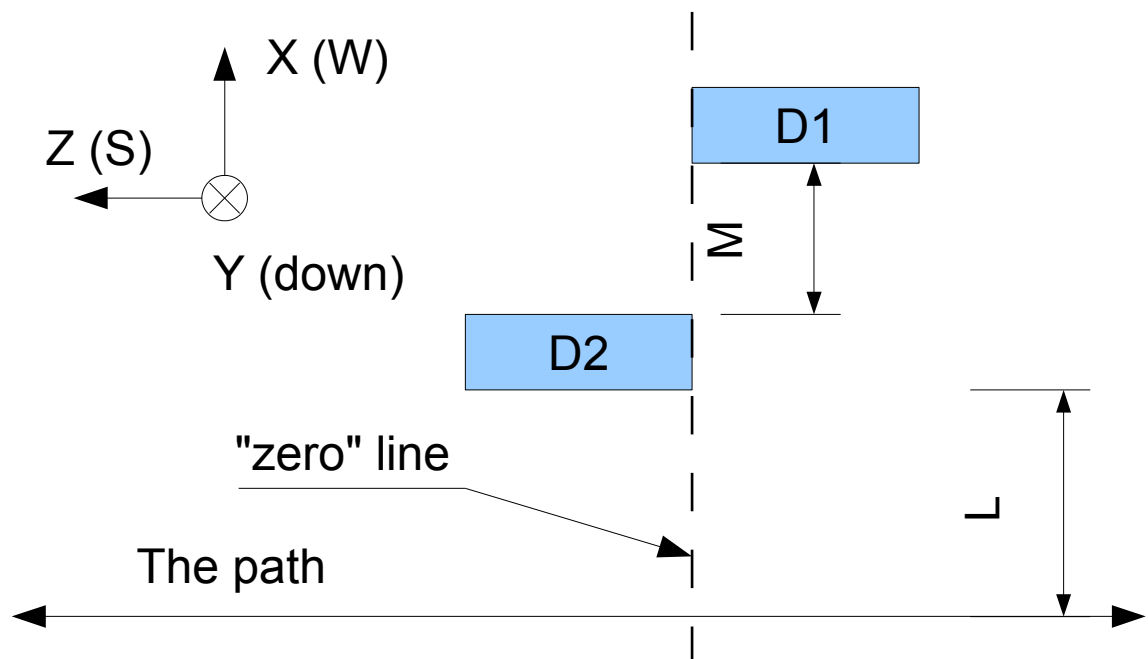 X (W)
Z (S)
Y (down)
D1
M
D2
"zero" line
L
The path